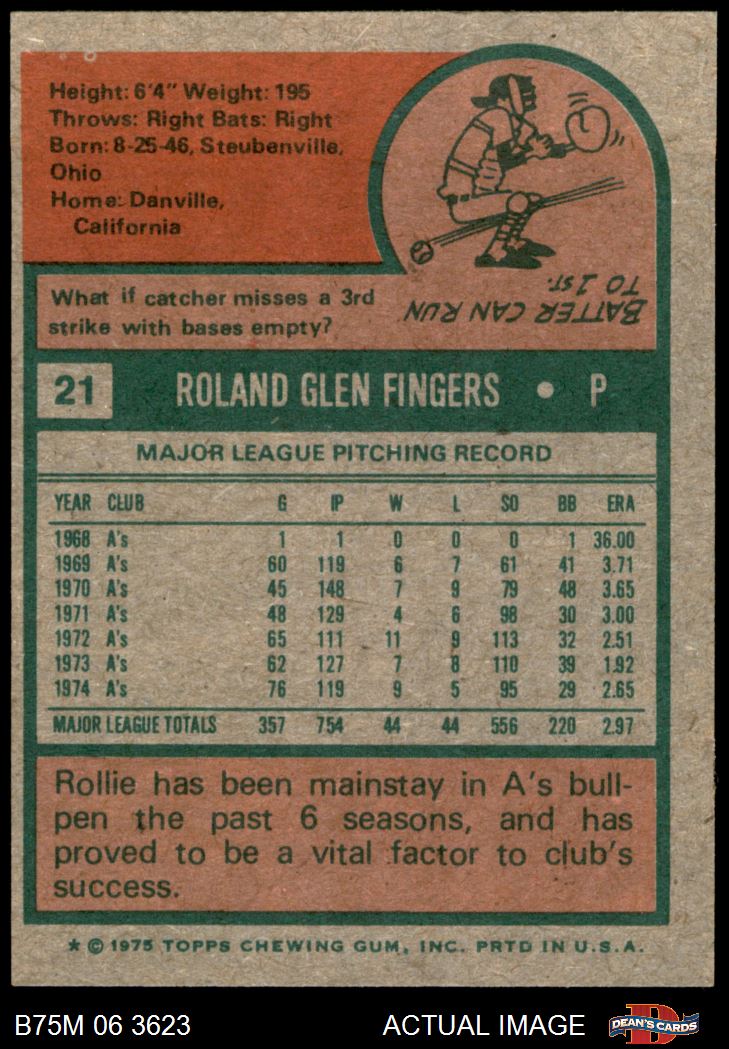 Height: 6'4" Weight: 195
Throws: Right Bats: Right
Born: 8-25-46, Steubenville,
Ohio
Home: Danville,
California
What if catcher misses a 3rd
strike with bases empty?
BATTER CAN RUN
TO 1ST.
21 ROLAND GLEN FINGERS • P
MAJOR LEAGUE PITCHING RECORD
YEAR CLUB G IP W L SO BB ERA
1968 A's 1 1 0 0 0 1 36.00
1969 A's 60 119 6 7 61 41 3.71
1970 A's 45 148 7 9 79 48 3.65
1971 A's 48 129 4 6 98 30 3.00
1972 A's 65 111 11 9 113 32 2.51
1973 A's 62 127 7 8 110 39 1.92
1974 A's 76 119 9 5 95 29 2.65
MAJOR LEAGUE TOTALS 357 754 44 44 556 220 2.97
Rollie has been mainstay in A's bull-
pen the past 6 seasons, and has
proved to be a vital factor to club's
success.
* © 1975 TOPPS CHEWING GUM, INC. PRTD IN U.S.A.
B75M 06 3623 ACTUAL IMAGE DEAN'S CARDS